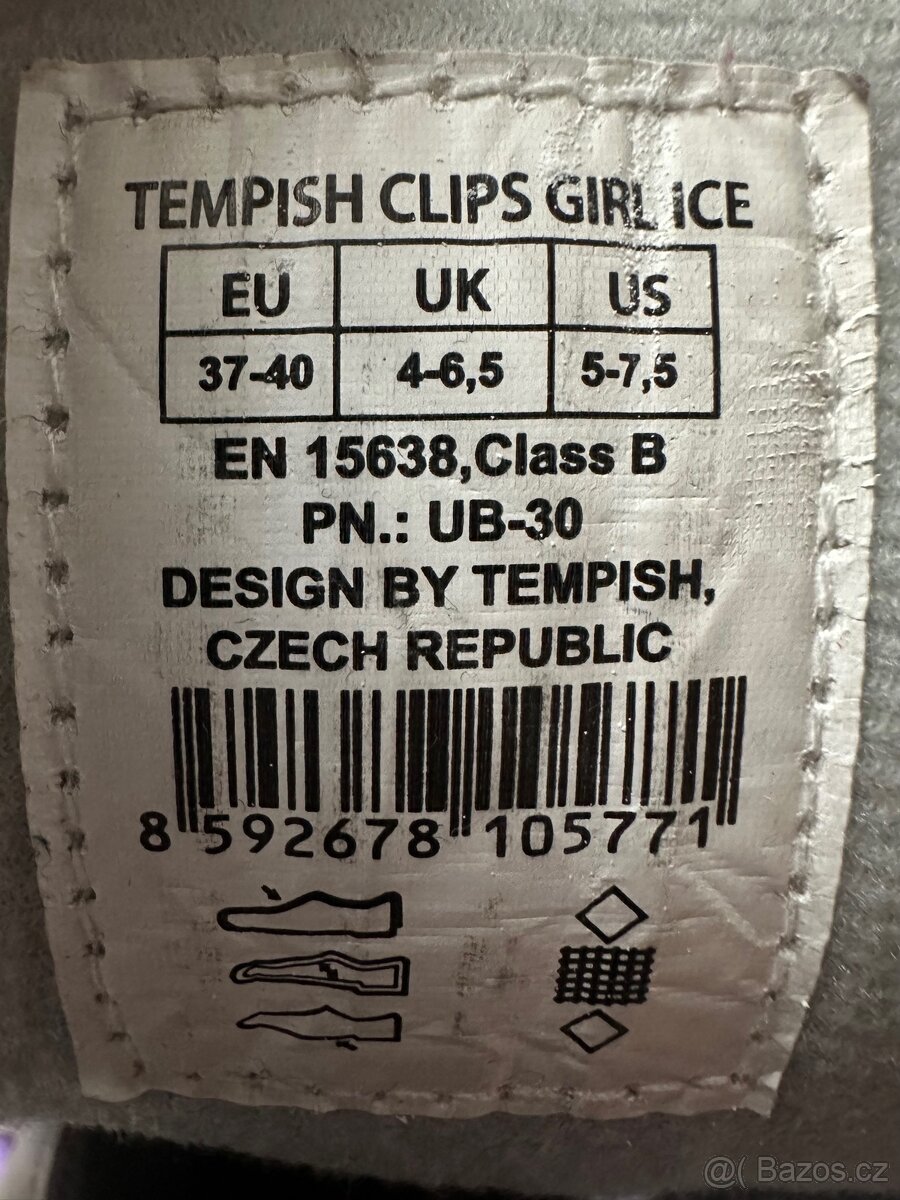 TEMPISH CLIPS GIRL ICE
EU UK US
37-40 4-6,5 5-7,5
EN 15638,Class B
PN.: UB-30
DESIGN BY TEMPISH,
CZECH REPUBLIC
8 592678 105771
@( Bazos.cz